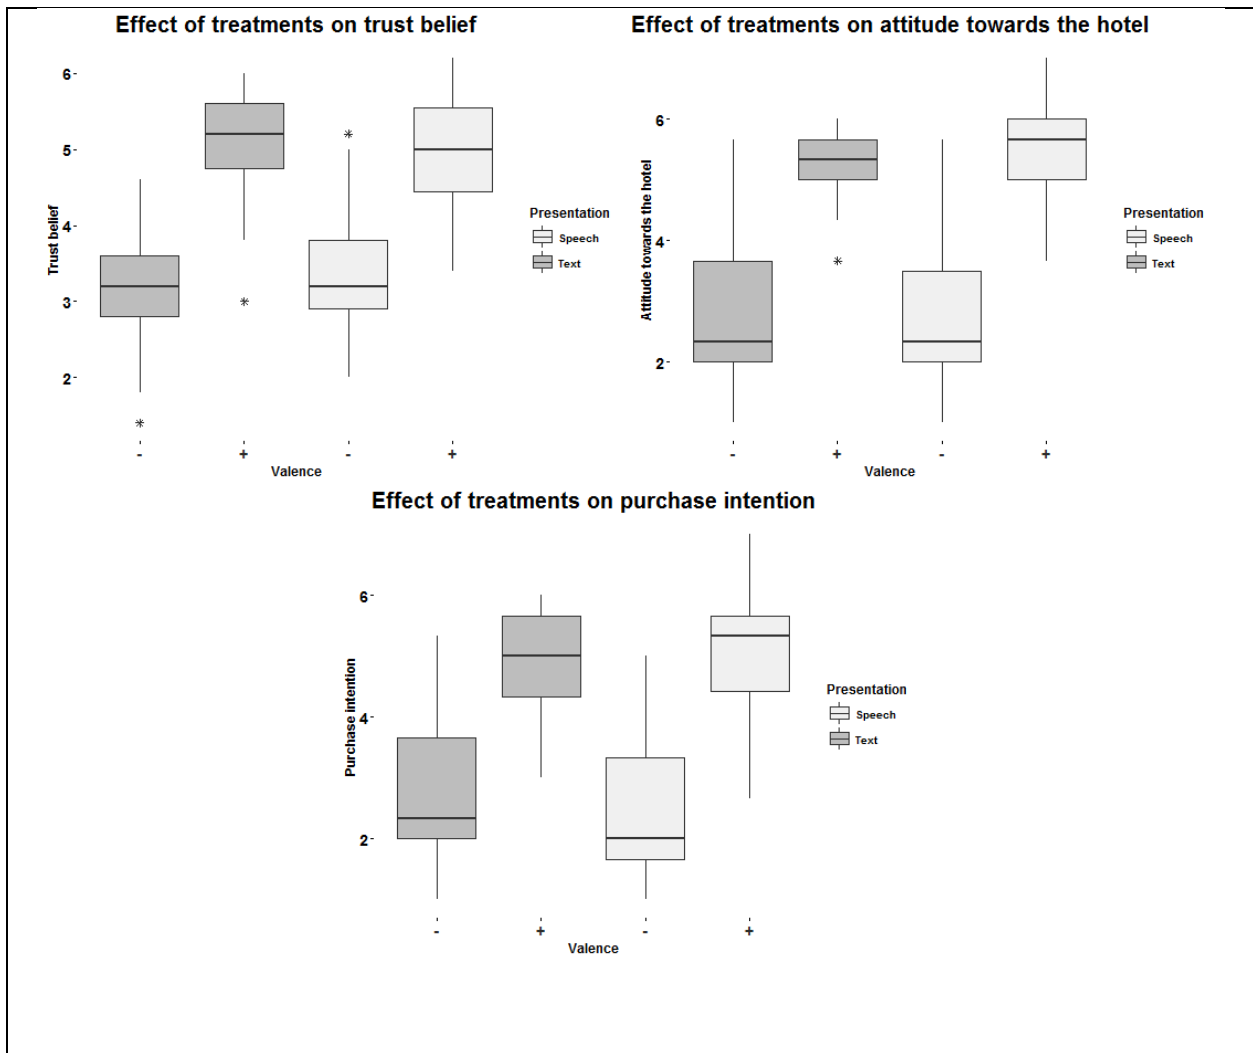 Effect of treatments on trust belief
6
5
4
3
2
Trust belief
-
+
-
+
Valence
Presentation
Speech
Text
Effect of treatments on attitude towards the hotel
6
4
2
Attitude towards the hotel
-
+
-
+
Valence
Presentation
Speech
Text
Effect of treatments on purchase intention
6
4
2
Purchase intention
-
+
-
+
Valence
Presentation
Speech
Text